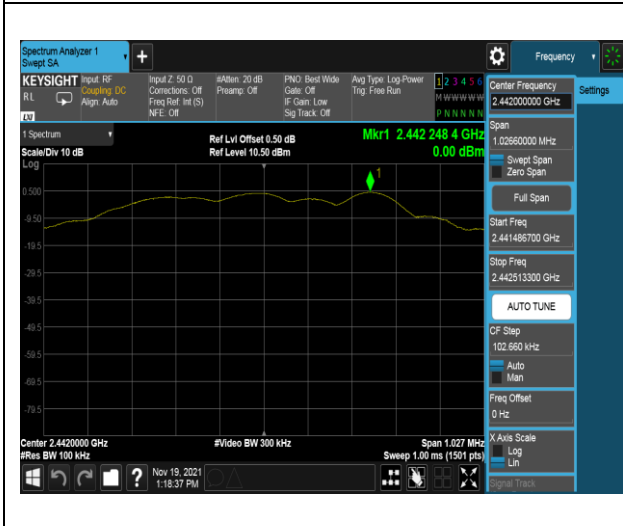 Spectrum Analyzer 1
Swept SA
+
Frequency
KEYSIGHT
RL
LXI
Input: RF
Coupling: DC
Align: Auto
Input Z: 50 Ω
Corrections: Off
Freq Ref: Int (S)
NFE: Off
#Atten: 20 dB
Preamp: Off
PNO: Best Wide
Gate: Off
IF Gain: Low
Sig Track: Off
Avg Type: Log-Power
Trig: Free Run
1 2 3 4 5 6
M W W W W W
P N N N N N
Center Frequency
2.442000000 GHz
Settings
Span
1.02660000 MHz
Swept Span
Zero Span
Full Span
Start Freq
2.441486700 GHz
Stop Freq
2.442513300 GHz
AUTO TUNE
CF Step
102.660 kHz
Auto
Man
Freq Offset
0 Hz
X Axis Scale
Log
Lin
Signal Track
1 Spectrum
Scale/Div 10 dB
Log
Ref Lvl Offset 0.50 dB
Ref Level 10.50 dBm
Mkr1 2.442 248 4 GHz
0.00 dBm
1
0.500
-9.50
-19.5
-29.5
-39.5
-49.5
-59.5
-69.5
-79.5
Center 2.4420000 GHz
#Res BW 100 kHz
#Video BW 300 kHz
Span 1.027 MHz
Sweep 1.00 ms (1501 pts)
?
Nov 19, 2021
1:18:37 PM